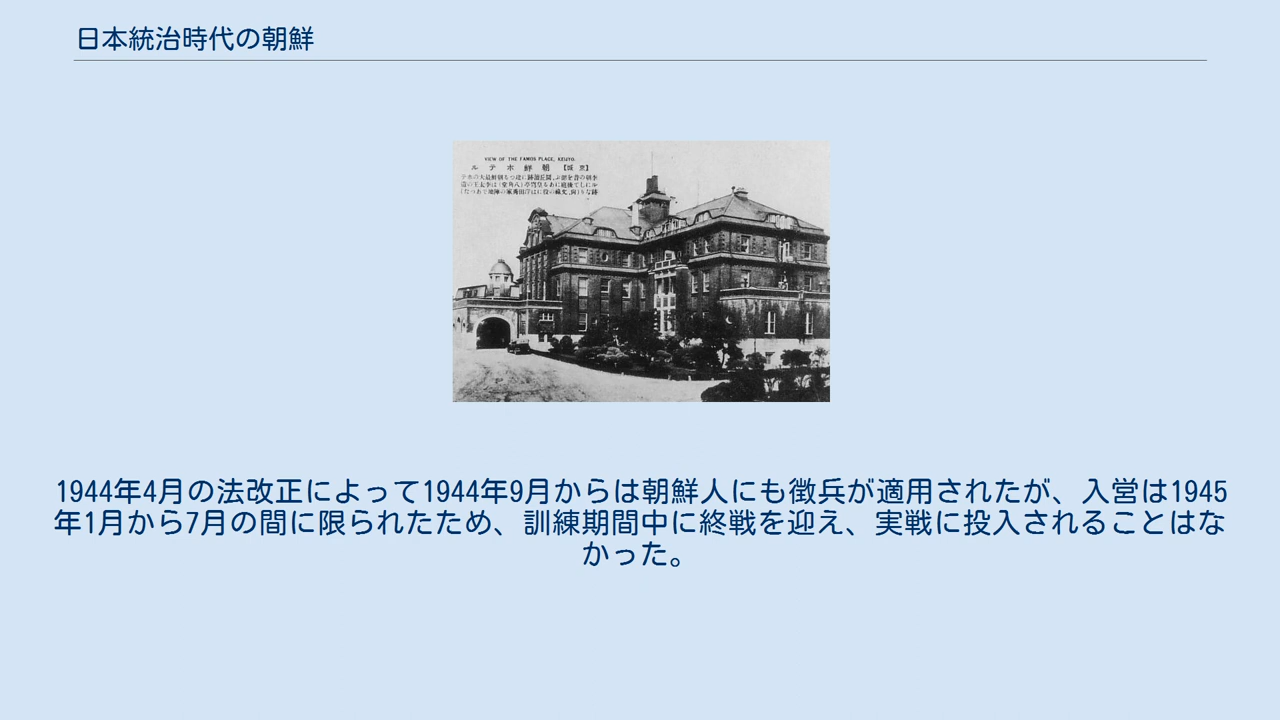 日本統治時代の朝鮮
VIEW OF THE FAMOS PLACE, KEIJYO.
ルテホ鮮朝【京城】
1944年4月の法改正によって1944年9月からは朝鮮人にも徴兵が適用されたが、入営は1945
年1月から7月の間に限られたため、訓練期間中に終戦を迎え、実戦に投入されることはな
かった。